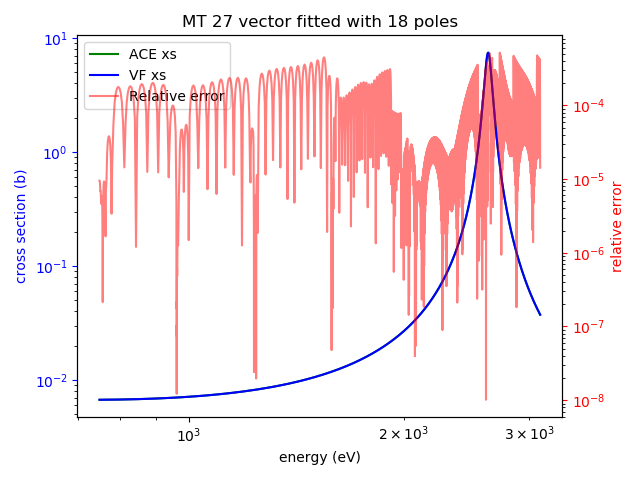 MT 27 vector fitted with 18 poles
ACE xs
VF xs
Relative error
cross section (b)
10¹
10⁰
10⁻¹
10⁻²
relative error
10⁻⁴
10⁻⁵
10⁻⁶
10⁻⁷
10⁻⁸
10³
2 × 10³
3 × 10³
energy (eV)